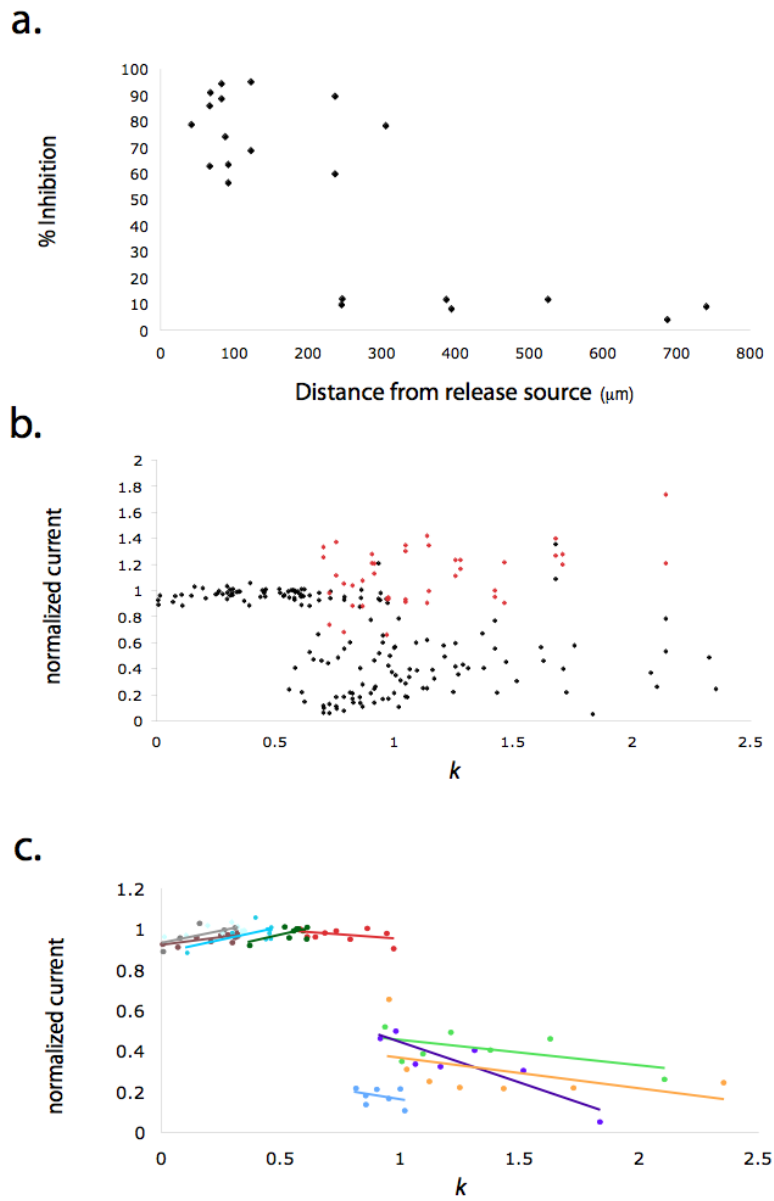 a.
100
90
80
70
60
50
40
30
20
10
0
% Inhibition
0 100 200 300 400 500 600 700 800
Distance from release source (μm)
b.
2
1.8
1.6
1.4
1.2
1
0.8
0.6
0.4
0.2
0
normalized current
0 0.5 1 1.5 2 2.5
k
c.
1.2
1
0.8
0.6
0.4
0.2
0
normalized current
0 0.5 1 1.5 2 2.5
k